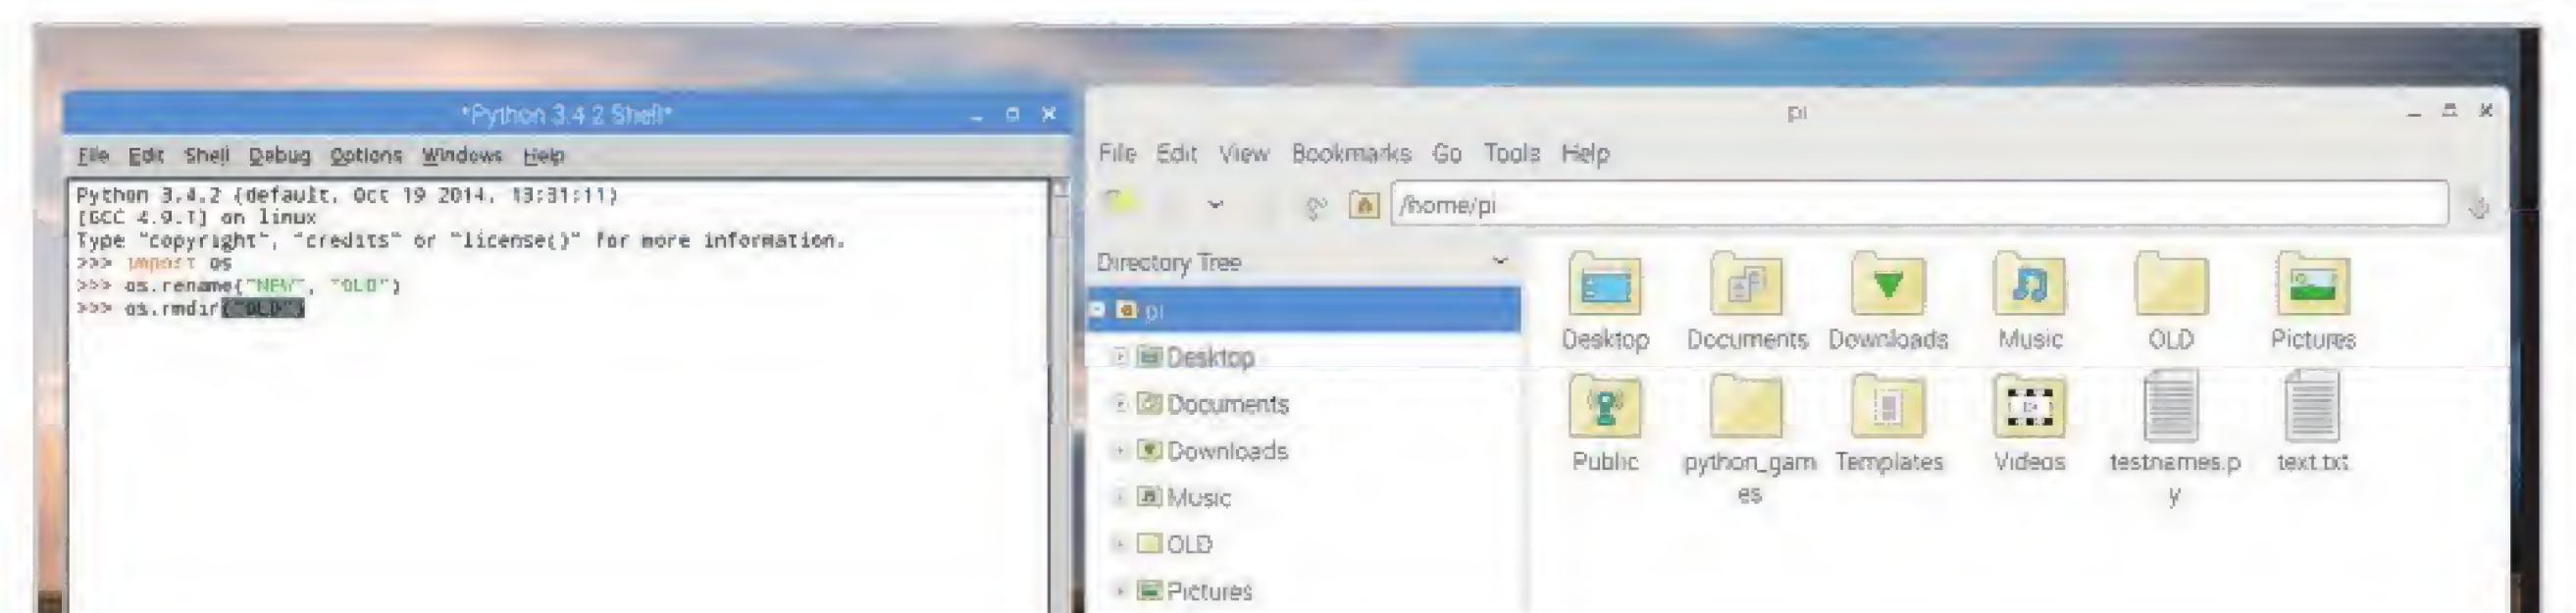 *Python 3.4.2 Shell*
File Edit Shell Debug Options Windows Help
Python 3.4.2 (default, Oct 19 2014, 13:31:11)
[GCC 4.9.1] on linux
Type "copyright", "credits" or "license()" for more information.
>>> import os
>>> os.rename("NEW", "OLD")
>>> os.rmdir("OLD")
pi
File Edit View Bookmarks Go Tools Help
/home/pi
Directory Tree
pi
Desktop
Documents
Downloads
Music
OLD
Pictures
Desktop Documents Downloads Music OLD Pictures
Public python_gam Templates Videos testnames.p text.txt
es y